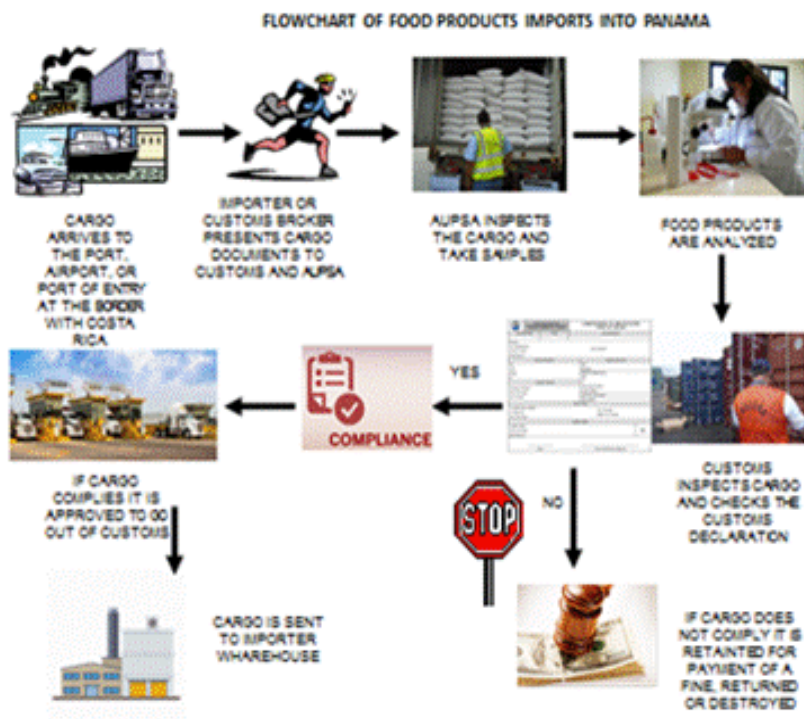 FLOWCHART OF FOOD PRODUCTS IMPORTS INTO PANAMA
CARGO
ARRIVES TO
THE PORT,
AIRPORT, OR
PORT OF ENTRY
AT THE BORDER
WITH COSTA
RICA
IMPORTER OR
CUSTOMS BROKER
PRESENTS CARGO
DOCUMENTS TO
CUSTOMS AND AUPSA
AUPSA INSPECTS
THE CARGO AND
TAKE SAMPLES
FOOD PRODUCTS
ARE ANALYZED
CUSTOMS
INSPECTS CARGO
AND CHECKS THE
CUSTOMS
DECLARATION
YES
COMPLIANCE
IF CARGO
COMPLIES IT IS
APPROVED TO GO
OUT OF CUSTOMS
CARGO IS SENT
TO IMPORTER
WHAREHOUSE
NO
STOP
IF CARGO DOES
NOT COMPLY IT IS
RETAINTED FOR
PAYMENT OF A
FINE, RETURNED
OR DESTROYED